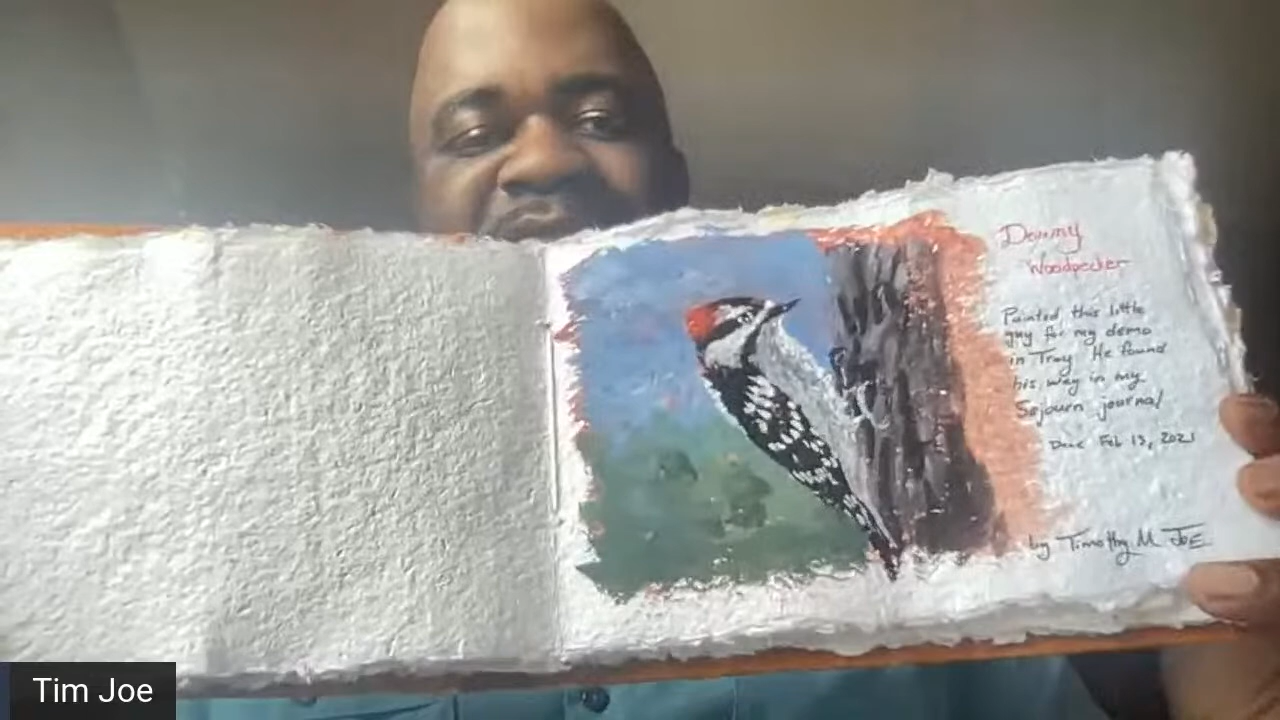 Downy
Woodpecker
Painted this little
guy for my demo
in Troy. He found
his way in my
Sojourn journal
Date Feb 13, 2021
by Timothy M. JOE
Tim Joe